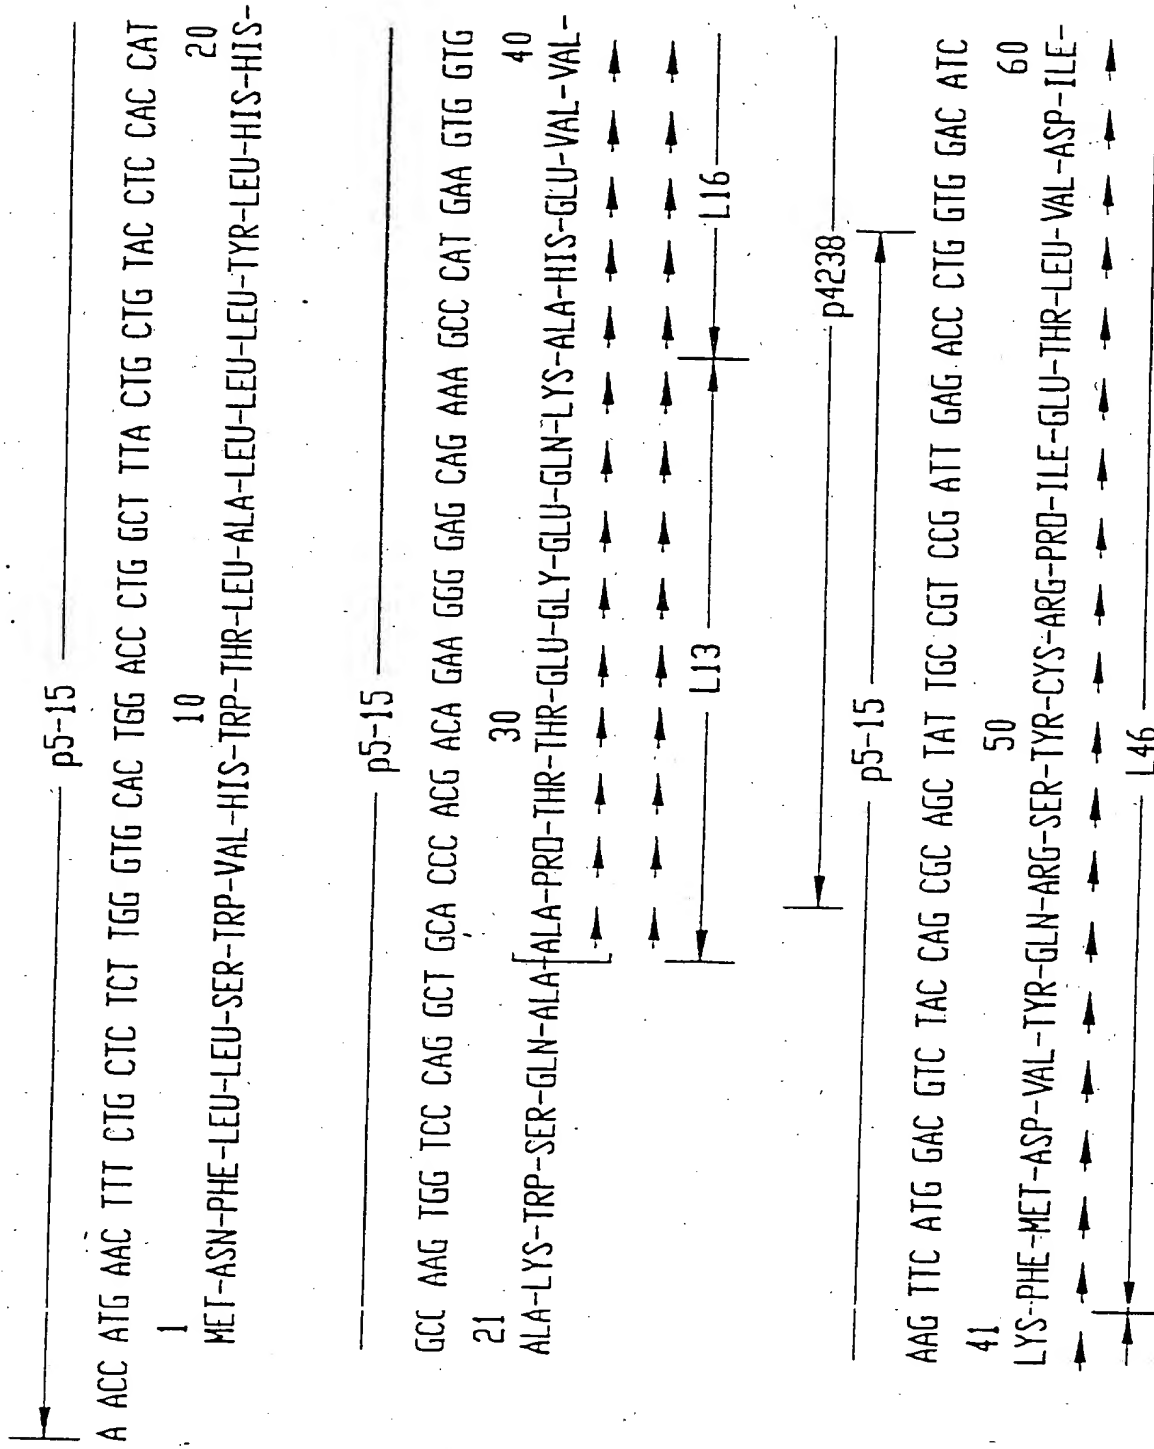 p5-15
A ACC ATG AAC TTT CTG CTC TCT TGG GTG CAC TGG ACC CTG GCT TTA CTG CTG TAC CTC CAC CAT
1 10 20
MET-ASN-PHE-LEU-LEU-SER-TRP-VAL-HIS-TRP-THR-LEU-ALA-LEU-LEU-LEU-TYR-LEU-HIS-HIS-
p5-15
GCC AAG TGG TCC CAG GCT GCA CCC ACG ACA GAA GGG GAG CAG AAA GCC CAT GAA GTG GTG
21 30 40
ALA-LYS-TRP-SER-GLN-ALA-ALA-PRO-THR-THR-GLU-GLY-GLU-GLN-LYS-ALA-HIS-GLU-VAL-VAL-
L13 L16
p4238
p5-15
AAG TTC ATG GAC GTC TAC CAG CGC AGC TAT TGC CGT CCG ATT GAG ACC CTG GTG GAC ATC
41 50 60
LYS-PHE-MET-ASP-VAL-TYR-GLN-ARG-SER-TYR-CYS-ARG-PRO-ILE-GLU-THR-LEU-VAL-ASP-ILE-
L46